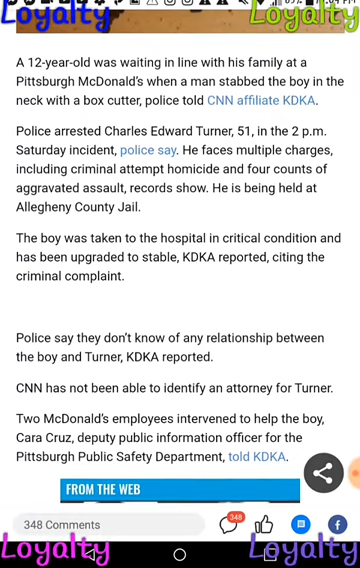 Loyalty Loyalty
A 12-year-old was waiting in line with his family at a
Pittsburgh McDonald's when a man stabbed the boy in the
neck with a box cutter, police told CNN affiliate KDKA.
Police arrested Charles Edward Turner, 51, in the 2 p.m.
Saturday incident, police say. He faces multiple charges,
including criminal attempt homicide and four counts of
aggravated assault, records show. He is being held at
Allegheny County Jail.
The boy was taken to the hospital in critical condition and
has been upgraded to stable, KDKA reported, citing the
criminal complaint.
Police say they don't know of any relationship between
the boy and Turner, KDKA reported.
CNN has not been able to identify an attorney for Turner.
Two McDonald's employees intervened to help the boy,
Cara Cruz, deputy public information officer for the
Pittsburgh Public Safety Department, told KDKA.
FROM THE WEB
348 Comments 348
Loyalty Loyalty